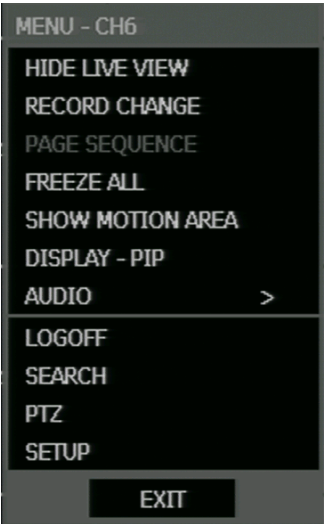 MENU - CH6
HIDE LIVE VIEW
RECORD CHANGE
PAGE SEQUENCE
FREEZE ALL
SHOW MOTION AREA
DISPLAY - PIP
AUDIO >
LOGOFF
SEARCH
PTZ
SETUP
EXIT